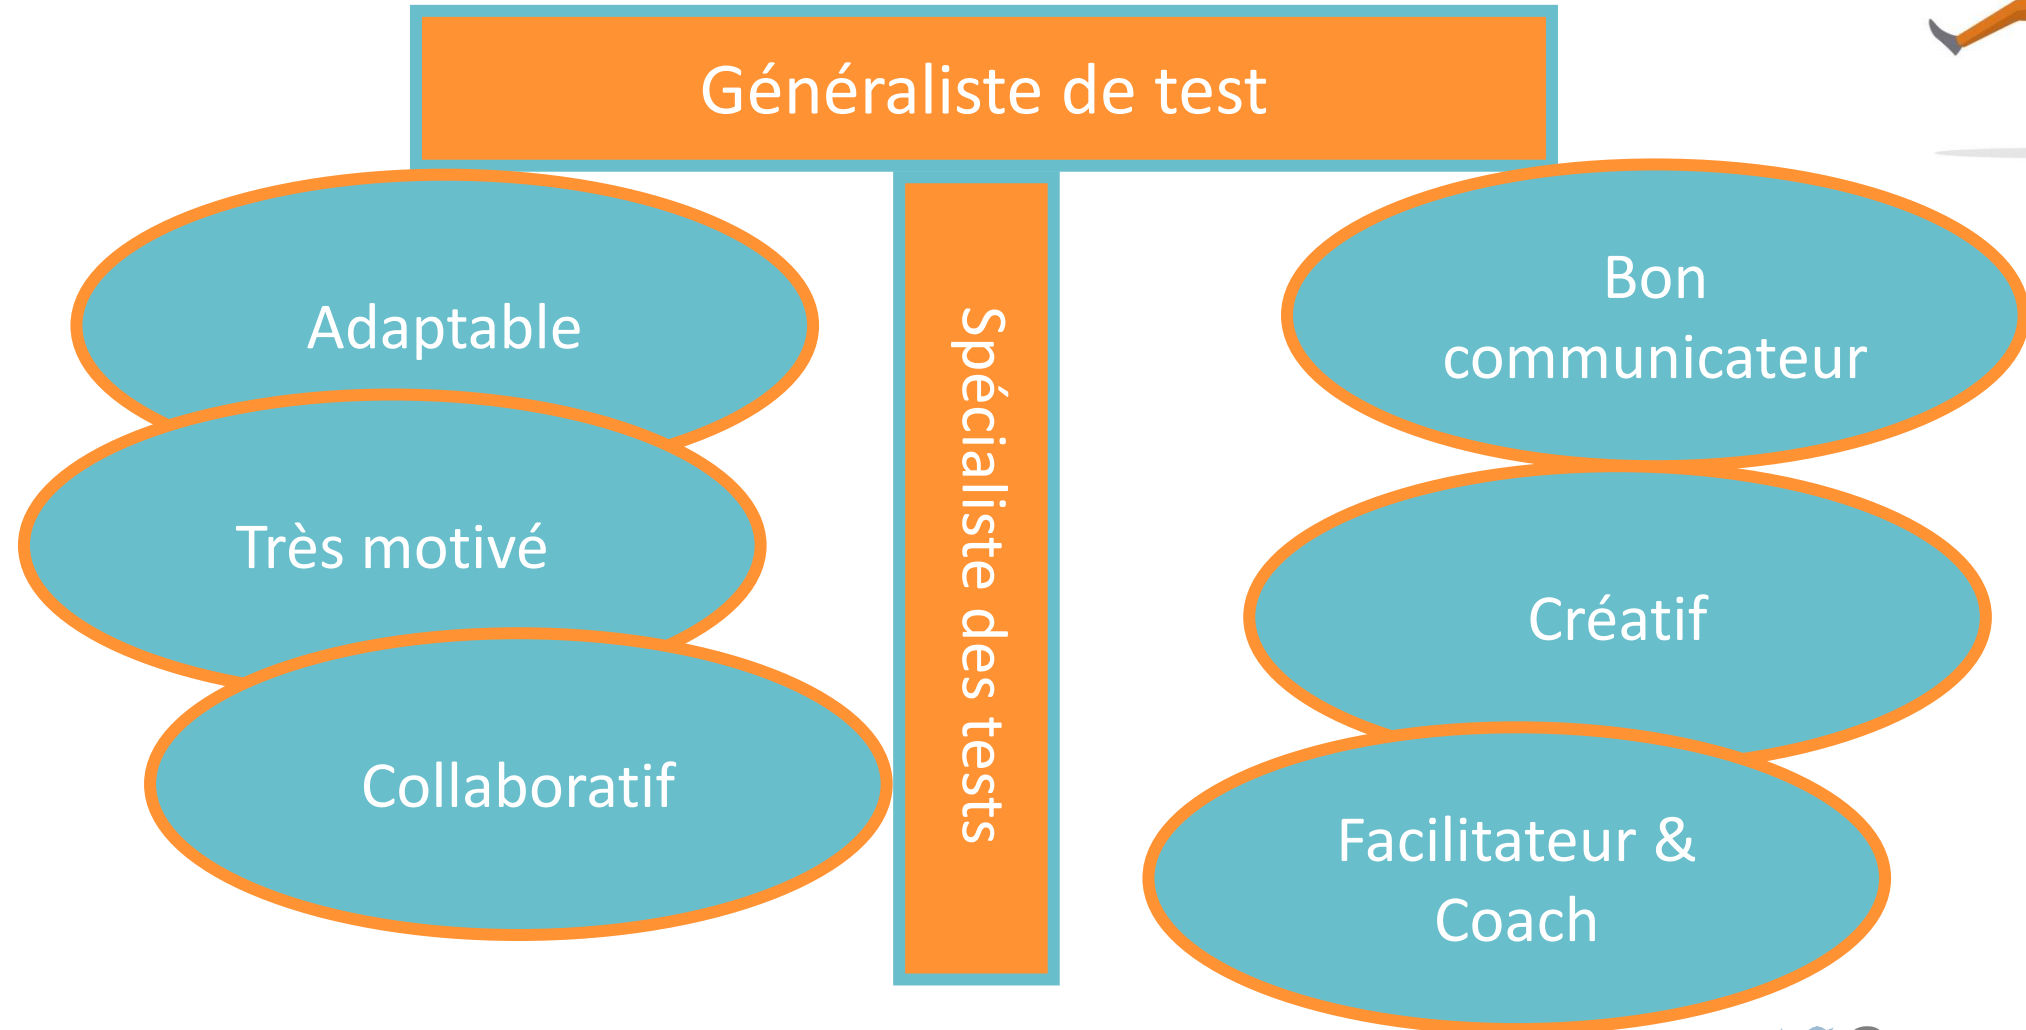 Généraliste de test
Adaptable
Très motivé
Collaboratif
Spécialiste des tests
Bon
communicateur
Créatif
Facilitateur &
Coach